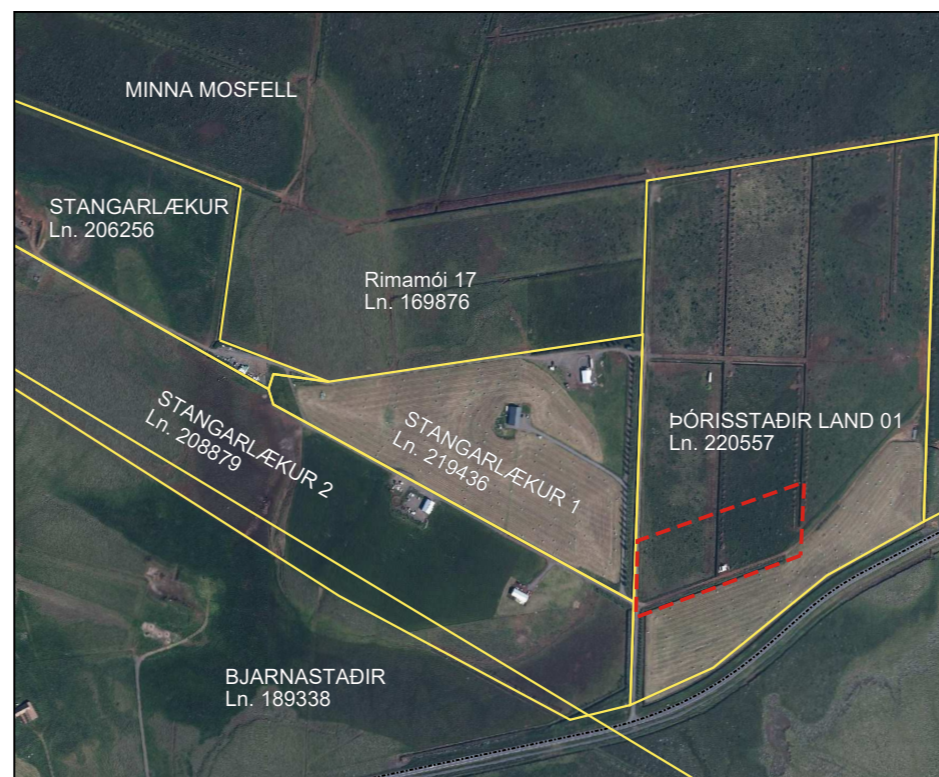 MINNA MOSFELL
STANGARLÆKUR
Ln. 206256
Rimamói 17
Ln. 169876
STANGARLÆKUR 2
Ln. 208879
STANGARLÆKUR 1
Ln. 219436
ÞÓRISSTAÐIR LAND 01
Ln. 220557
BJARNASTAÐIR
Ln. 189338